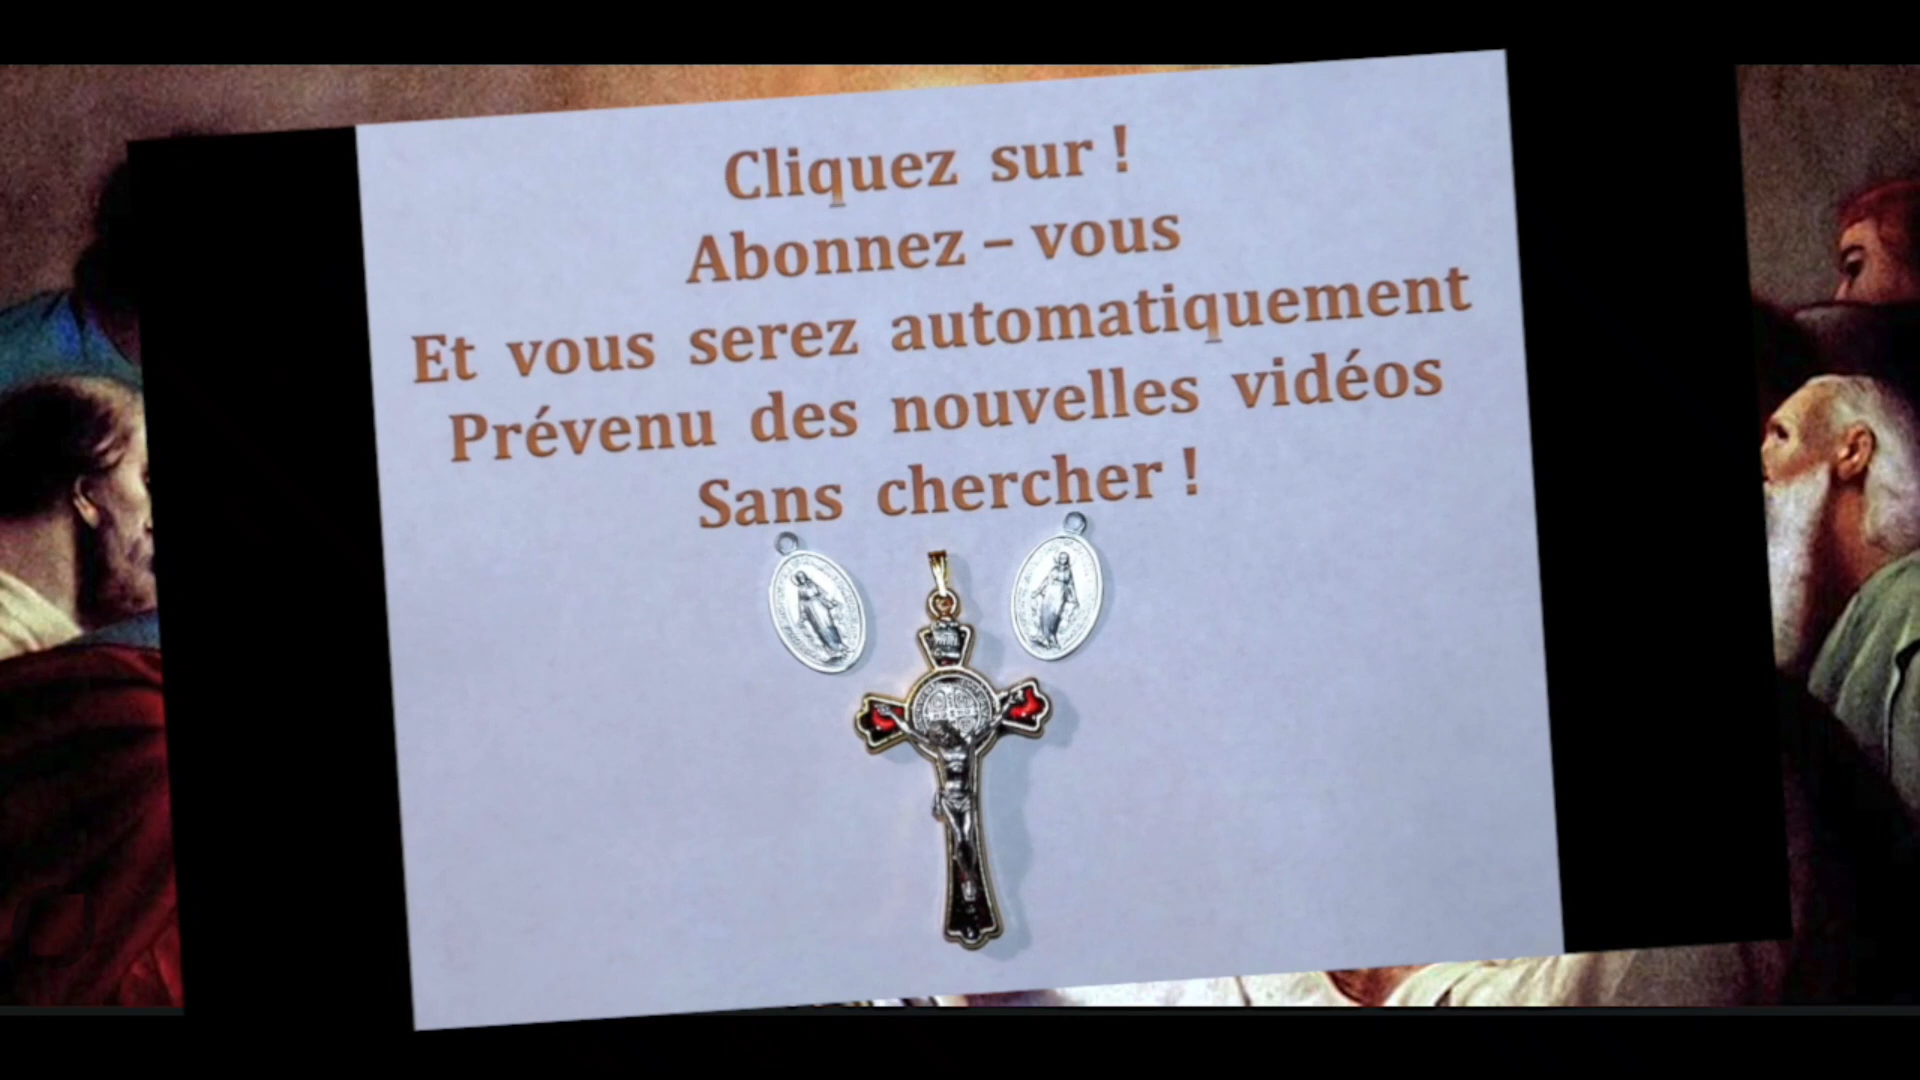 Cliquez sur !
Abonnez – vous
Et vous serez automatiquement
Prévenu des nouvelles vidéos
Sans chercher !